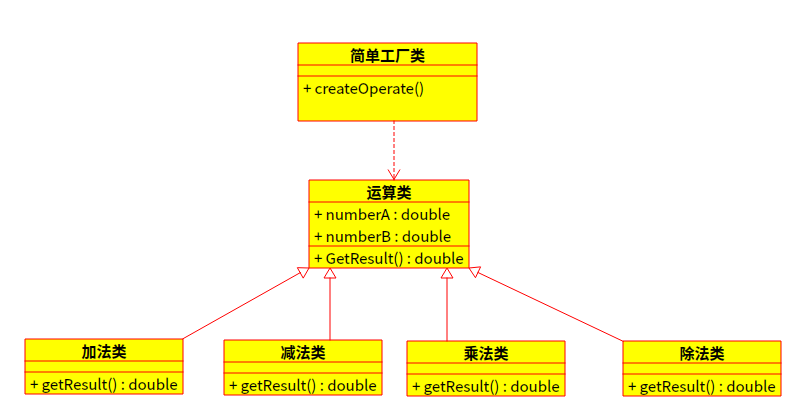 简单工厂类
+ createOperate()
运算类
+ numberA : double
+ numberB : double
+ GetResult() : double
加法类
+ getResult() : double
减法类
+ getResult() : double
乘法类
+ getResult() : double
除法类
+ getResult() : double